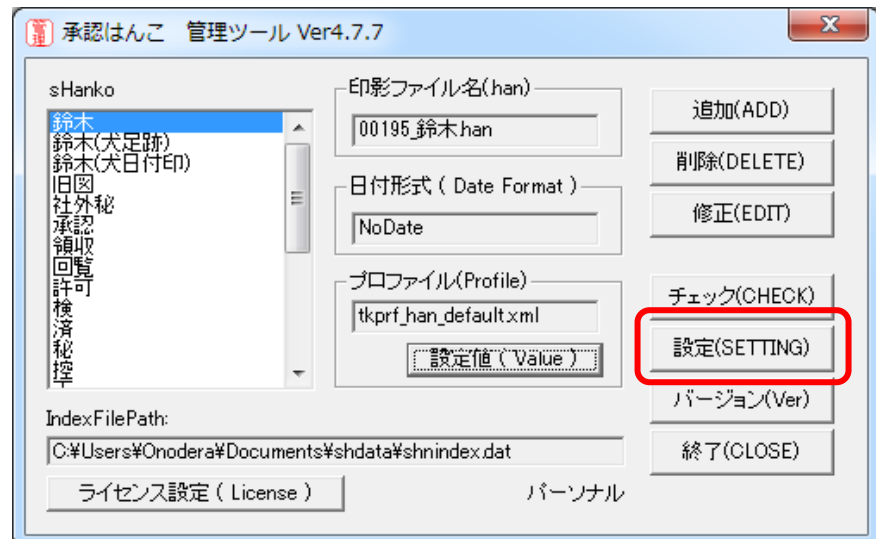 管理 承認はんこ　管理ツール Ver4.7.7
sHanko
鈴木
鈴木(犬足跡)
鈴木(犬日付印)
旧図
社外秘
承認
領収
回覧
許可
検
済
秘
控
印影ファイル名(han)
00195_鈴木.han
日付形式 ( Date Format )
NoDate
プロファイル(Profile)
tkprf_han_default.xml
設定値 ( Value )
追加(ADD)
削除(DELETE)
修正(EDIT)
チェック(CHECK)
設定(SETTING)
バージョン(Ver)
終了(CLOSE)
IndexFilePath:
C:¥Users¥Onodera¥Documents¥shdata¥shnindex.dat
ライセンス設定 ( License )
パーソナル